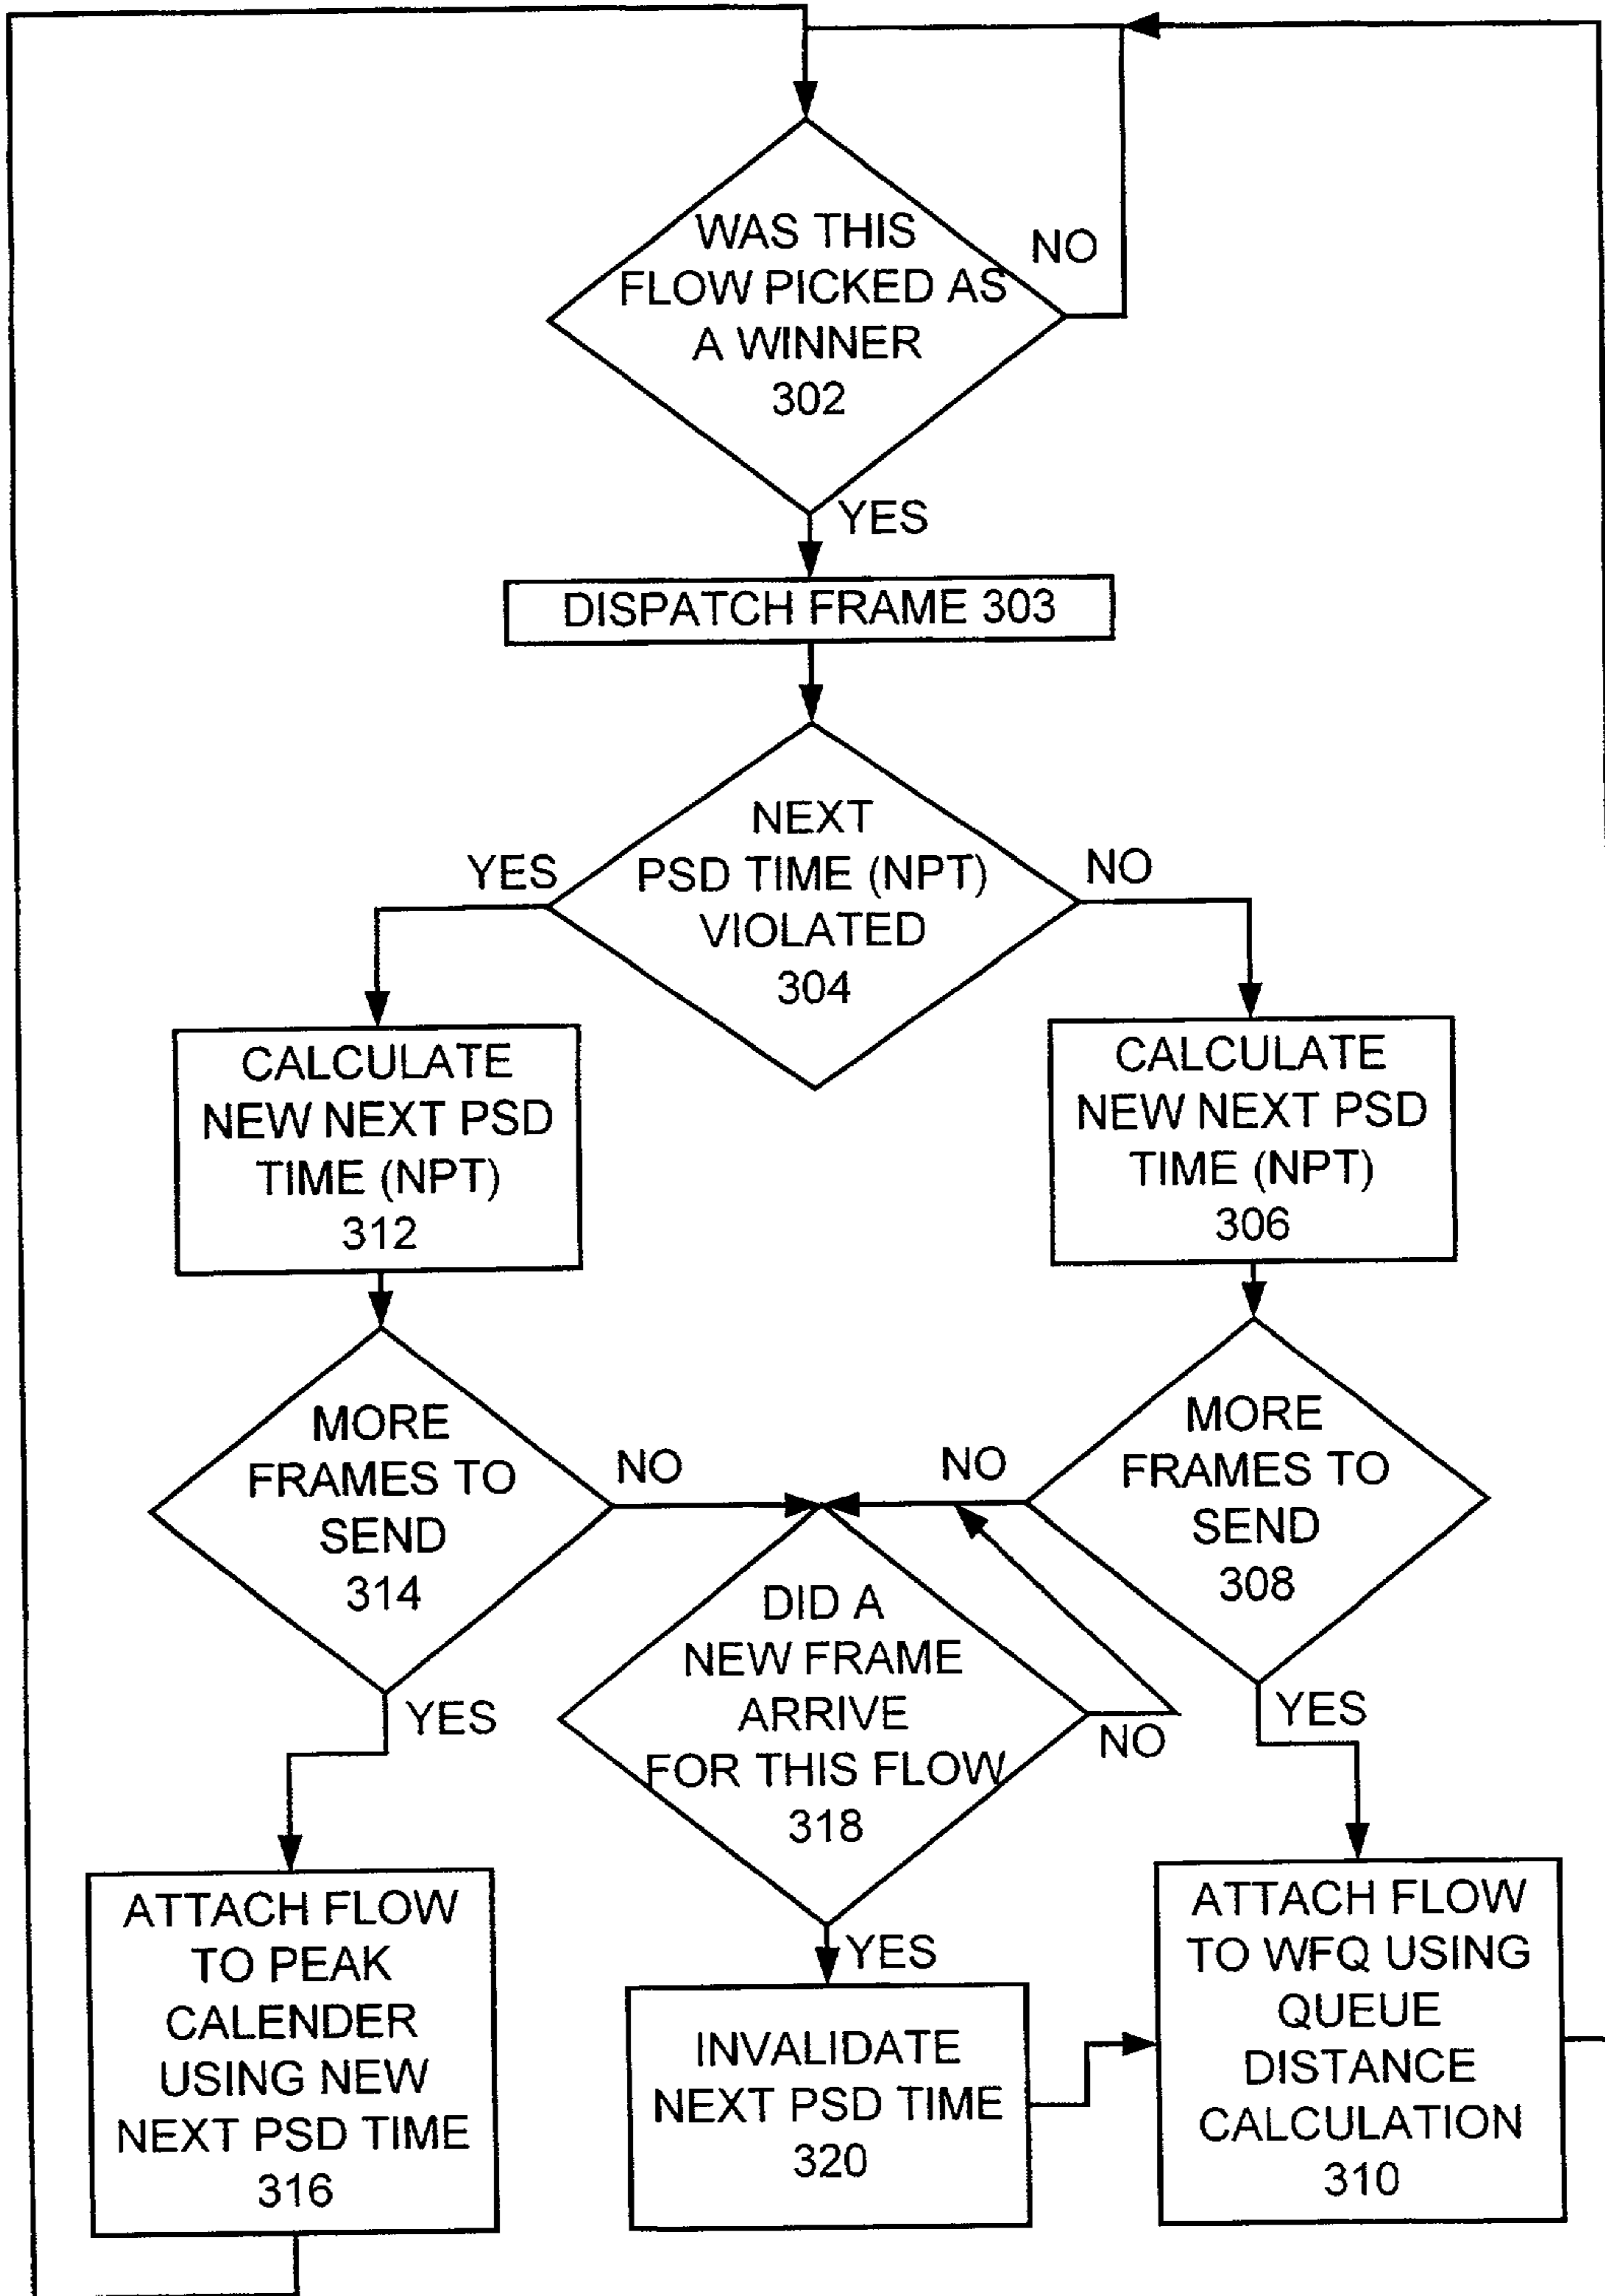 WAS THIS
FLOW PICKED AS
A WINNER
302
NO
YES
DISPATCH FRAME 303
NEXT
PSD TIME (NPT)
VIOLATED
304
YES
NO
CALCULATE
NEW NEXT PSD
TIME (NPT)
312
CALCULATE
NEW NEXT PSD
TIME (NPT)
306
MORE
FRAMES TO
SEND
314
NO
NO
MORE
FRAMES TO
SEND
308
DID A
NEW FRAME
ARRIVE
FOR THIS FLOW
318
YES
NO
YES
ATTACH FLOW
TO PEAK
CALENDER
USING NEW
NEXT PSD TIME
316
YES
INVALIDATE
NEXT PSD TIME
320
ATTACH FLOW
TO WFQ USING
QUEUE
DISTANCE
CALCULATION
310